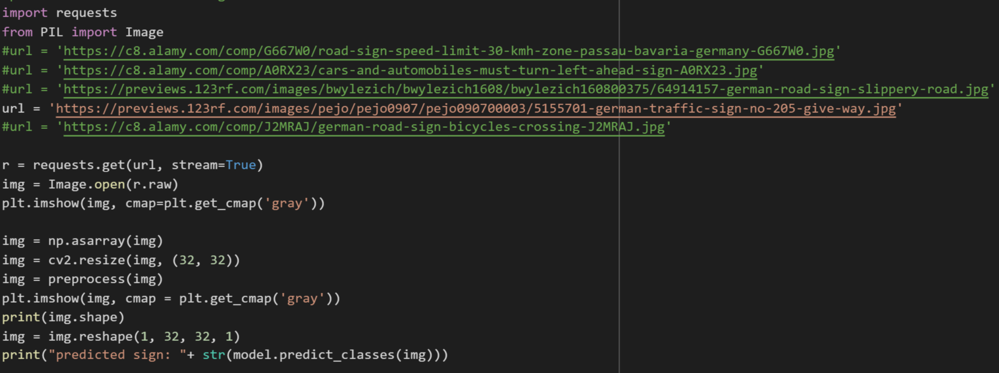 import requests
from PIL import Image
#url = 'https://c8.alamy.com/comp/G667W0/road-sign-speed-limit-30-kmh-zone-passau-bavaria-germany-G667W0.jpg'
#url = 'https://c8.alamy.com/comp/A0RX23/cars-and-automobiles-must-turn-left-ahead-sign-A0RX23.jpg'
#url = 'https://previews.123rf.com/images/bwylezich/bwylezich1608/bwylezich160800375/64914157-german-road-sign-slippery-road.jpg'
url = 'https://previews.123rf.com/images/pejo/pejo0907/pejo090700003/5155701-german-traffic-sign-no-205-give-way.jpg'
#url = 'https://c8.alamy.com/comp/J2MRAJ/german-road-sign-bicycles-crossing-J2MRAJ.jpg'
r = requests.get(url, stream=True)
img = Image.open(r.raw)
plt.imshow(img, cmap=plt.get_cmap('gray'))
img = np.asarray(img)
img = cv2.resize(img, (32, 32))
img = preprocess(img)
plt.imshow(img, cmap = plt.get_cmap('gray'))
print(img.shape)
img = img.reshape(1, 32, 32, 1)
print("predicted sign: "+ str(model.predict_classes(img)))